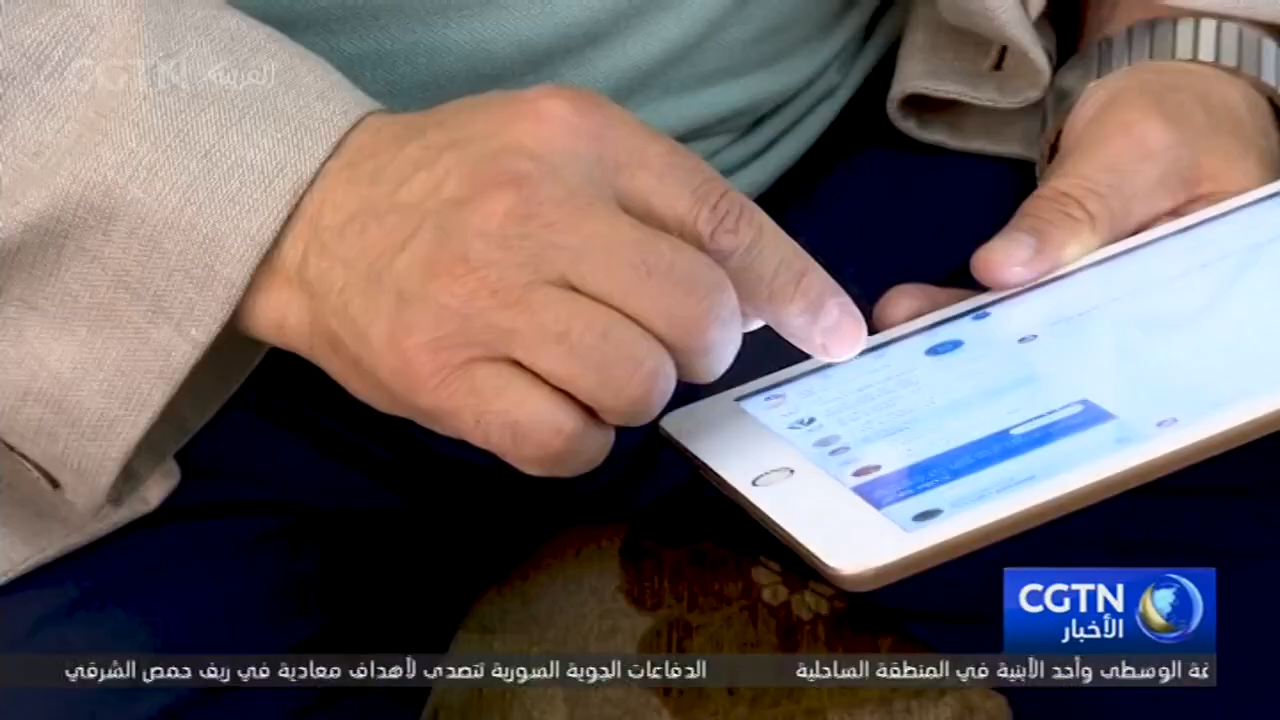 CGTN العربية
CGTN
الأخبار
غة الوسطى وأحد الأبنية في المنطقة الساحلية    الدفاعات الجوية السورية تتصدى لأهداف معادية في ريف حمص الشرقي